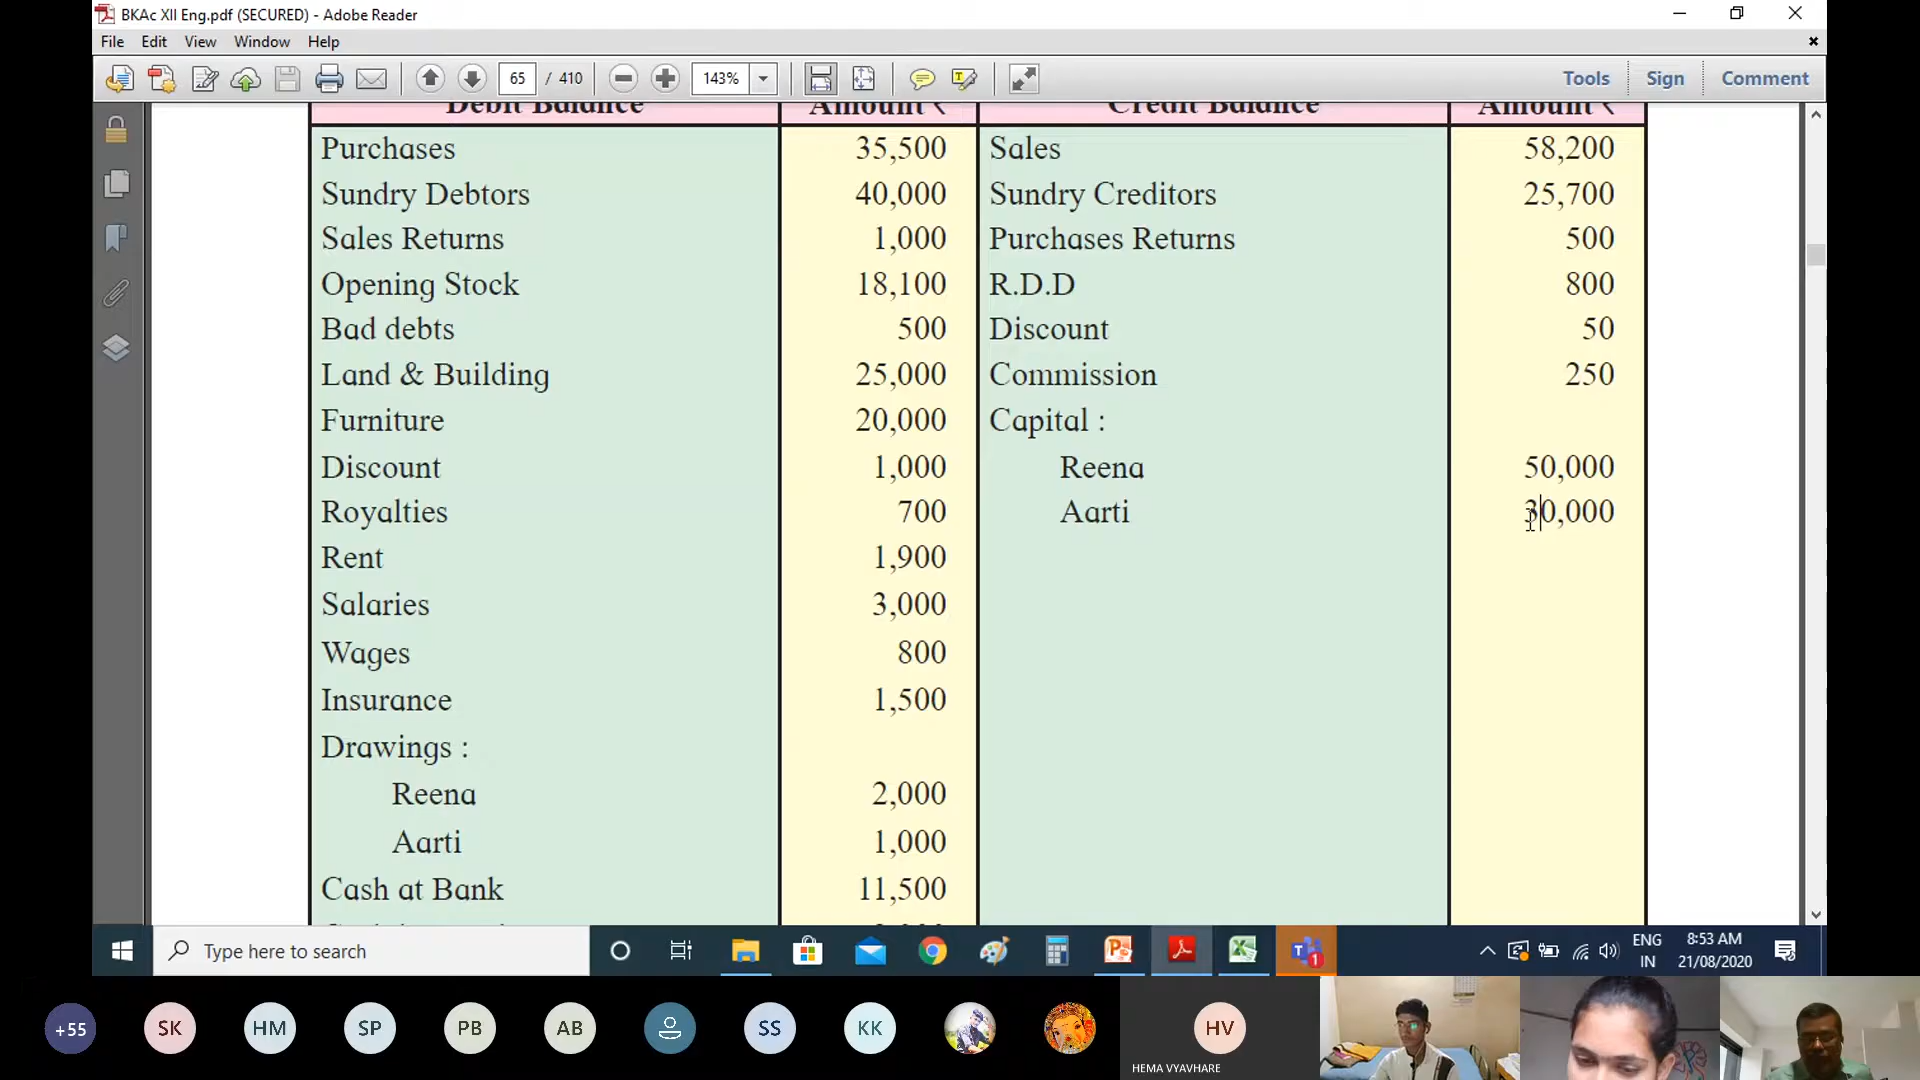 BKAc XII Eng.pdf (SECURED) - Adobe Reader
File Edit View Window Help
65 / 410 143% Tools Sign Comment
Debit Balance Amount ₹ Credit Balance Amount ₹
Purchases 35,500 Sales 58,200
Sundry Debtors 40,000 Sundry Creditors 25,700
Sales Returns 1,000 Purchases Returns 500
Opening Stock 18,100 R.D.D 800
Bad debts 500 Discount 50
Land & Building 25,000 Commission 250
Furniture 20,000 Capital :
Discount 1,000 Reena 50,000
Royalties 700 Aarti 30,000
Rent 1,900
Salaries 3,000
Wages 800
Insurance 1,500
Drawings :
Reena 2,000
Aarti 1,000
Cash at Bank 11,500
Type here to search
ENG 8:53 AM
IN 21/08/2020
+55 SK HM SP PB AB SS KK HV
HEMA VYAVHARE